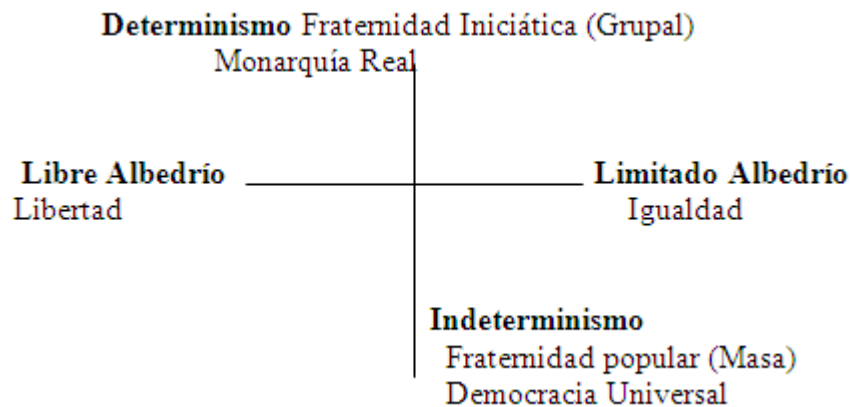 Determinismo Fraternidad Iniciática (Grupal)
Monarquía Real
Libre Albedrío
Libertad
Limitado Albedrío
Igualdad
Indeterminismo
Fraternidad popular (Masa)
Democracia Universal